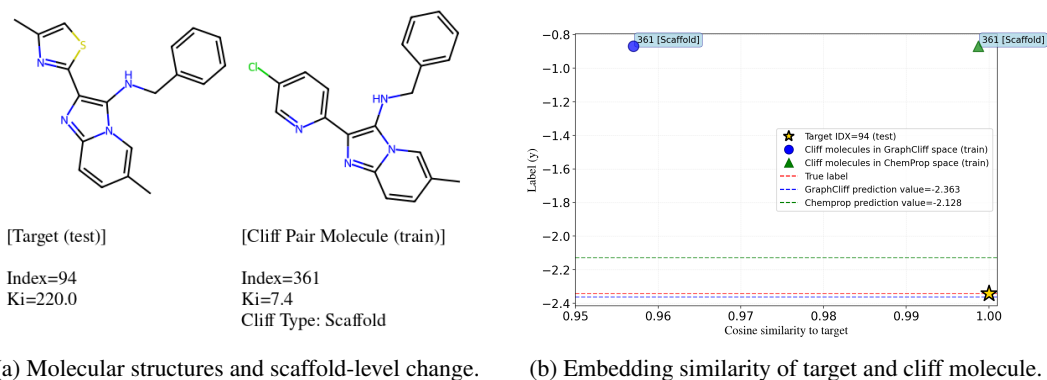 S
N
H
N
N
N
Cl
HN
N
N
N
[Target (test)]
Index=94
Ki=220.0
[Cliff Pair Molecule (train)]
Index=361
Ki=7.4
Cliff Type: Scaffold
a) Molecular structures and scaffold-level change.
361 [Scaffold]
361 [Scaffold]
−0.8
−1.0
−1.2
−1.4
−1.6
−1.8
−2.0
−2.2
−2.4
Label (y)
Target IDX=94 (test)
Cliff molecules in GraphCliff space (train)
Cliff molecules in ChemProp space (train)
True label
GraphCliff prediction value=-2.363
Chemprop prediction value=-2.128
0.95
0.96
0.97
0.98
0.99
1.00
Cosine similarity to target
(b) Embedding similarity of target and cliff molecule.